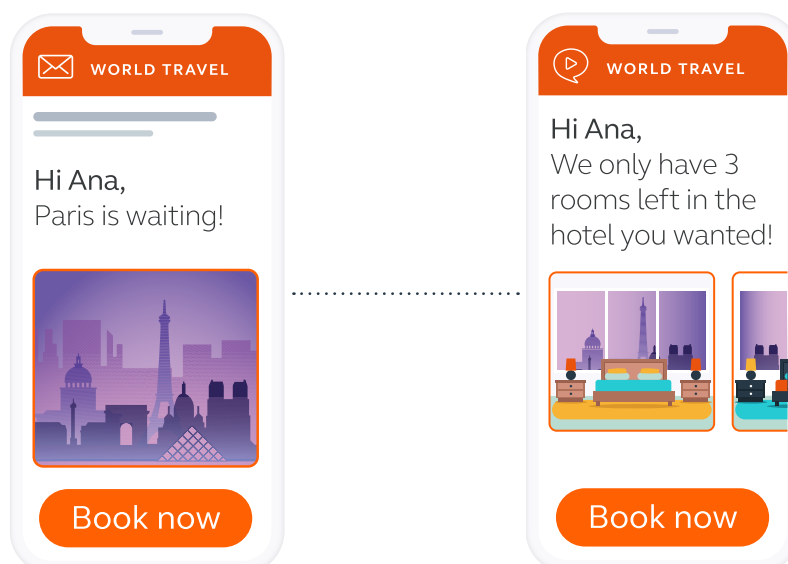 WORLD TRAVEL
Hi Ana,
Paris is waiting!
Book now
WORLD TRAVEL
Hi Ana,
We only have 3
rooms left in the
hotel you wanted!
Book now